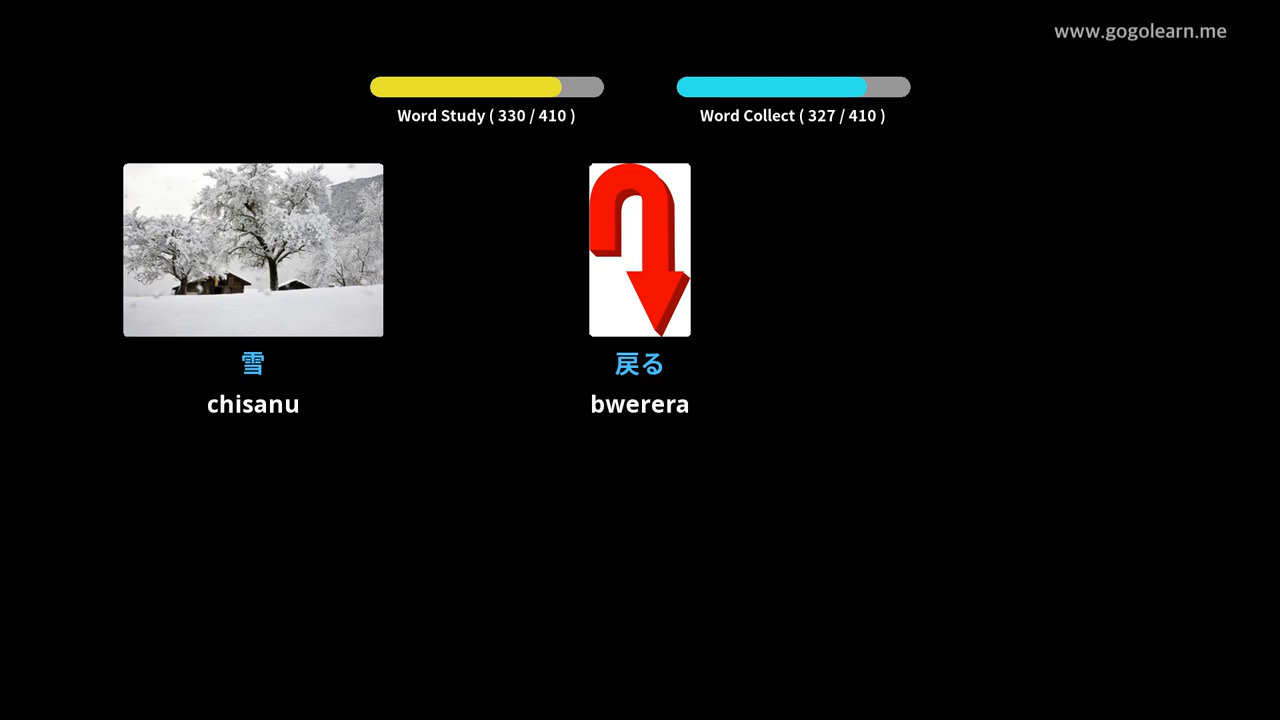 www.gogolearn.me
Word Study ( 330 / 410 )
Word Collect ( 327 / 410 )
雪
chisanu
戻る
bwerera